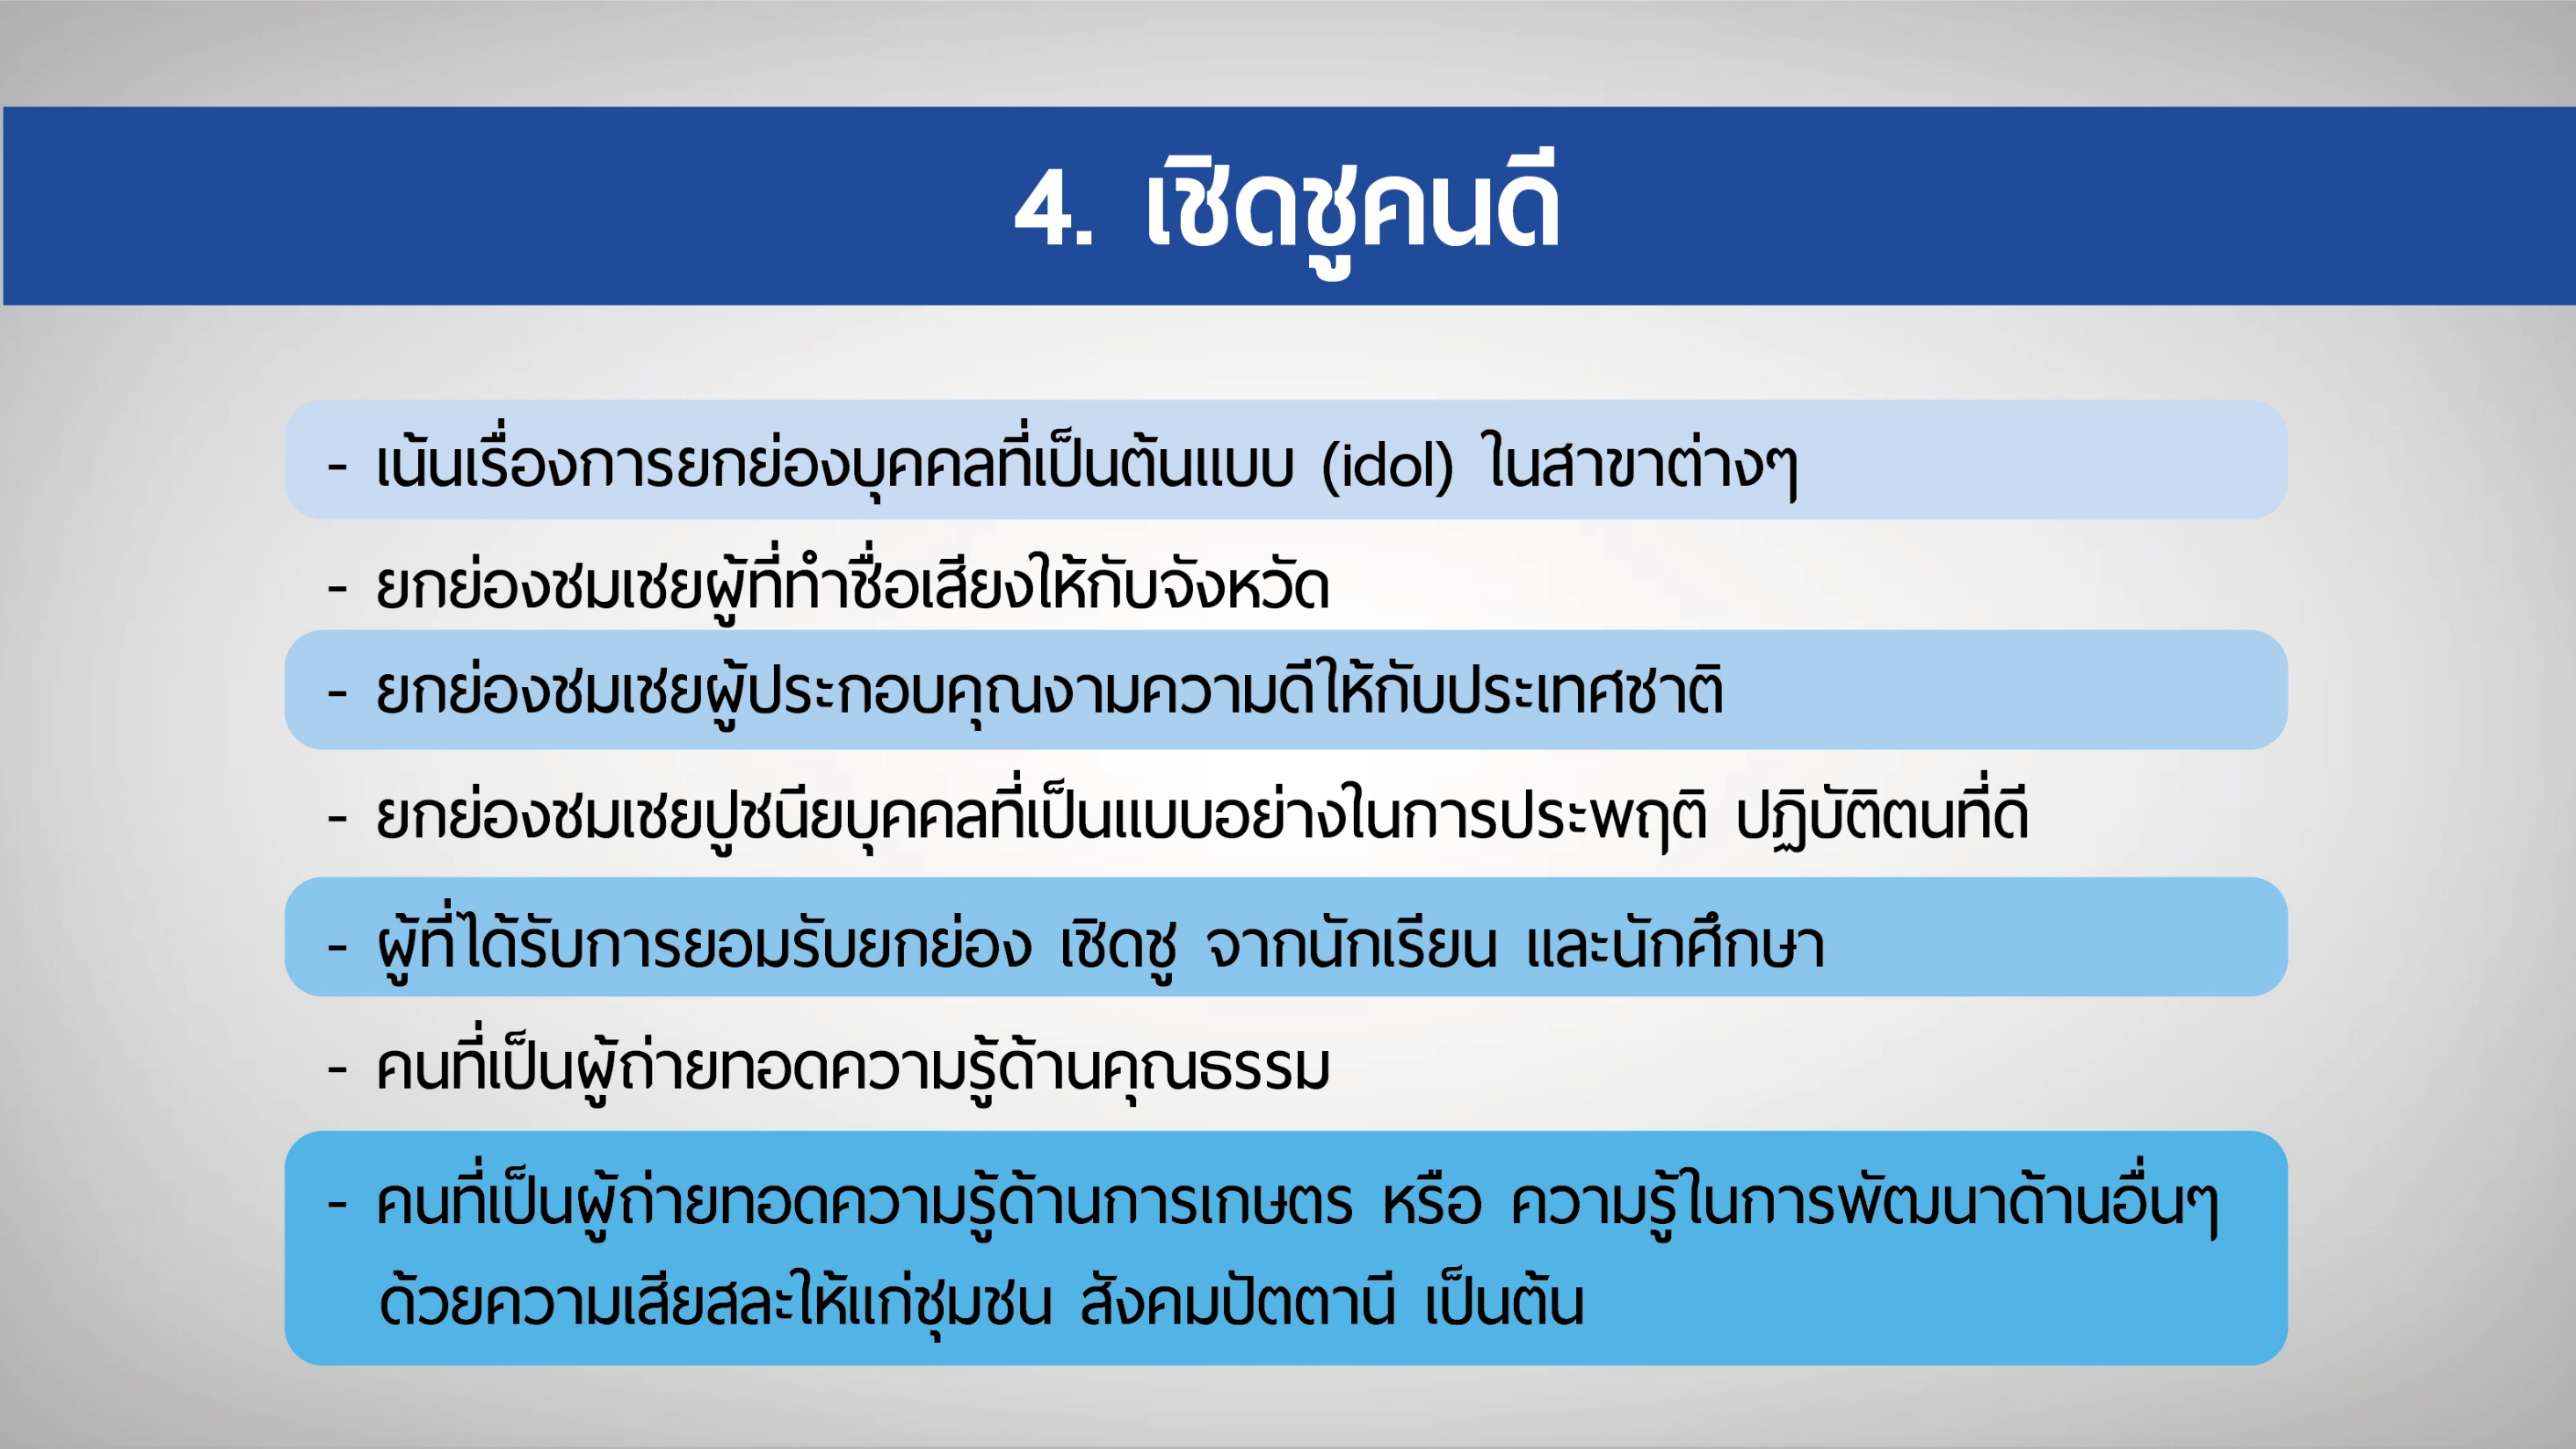 4. เชิดชูคนดี
- เน้นเรื่องการยกย่องบุคคลที่เป็นต้นแบบ (idol) ในสาขาต่างๆ
- ยกย่องชมเชยผู้ที่ทำชื่อเสียงให้กับจังหวัด
- ยกย่องชมเชยผู้ประกอบคุณงามความดีให้กับประเทศชาติ
- ยกย่องชมเชยปูชนียบุคคลที่เป็นแบบอย่างในการประพฤติ ปฏิบัติตนที่ดี
- ผู้ที่ได้รับการยอมรับยกย่อง เชิดชู จากนักเรียน และนักศึกษา
- คนที่เป็นผู้ถ่ายทอดความรู้ด้านคุณธรรม
- คนที่เป็นผู้ถ่ายทอดความรู้ด้านการเกษตร หรือ ความรู้ในการพัฒนาด้านอื่นๆ
ด้วยความเสียสละให้แก่ชุมชน สังคมปัตตานี เป็นต้น